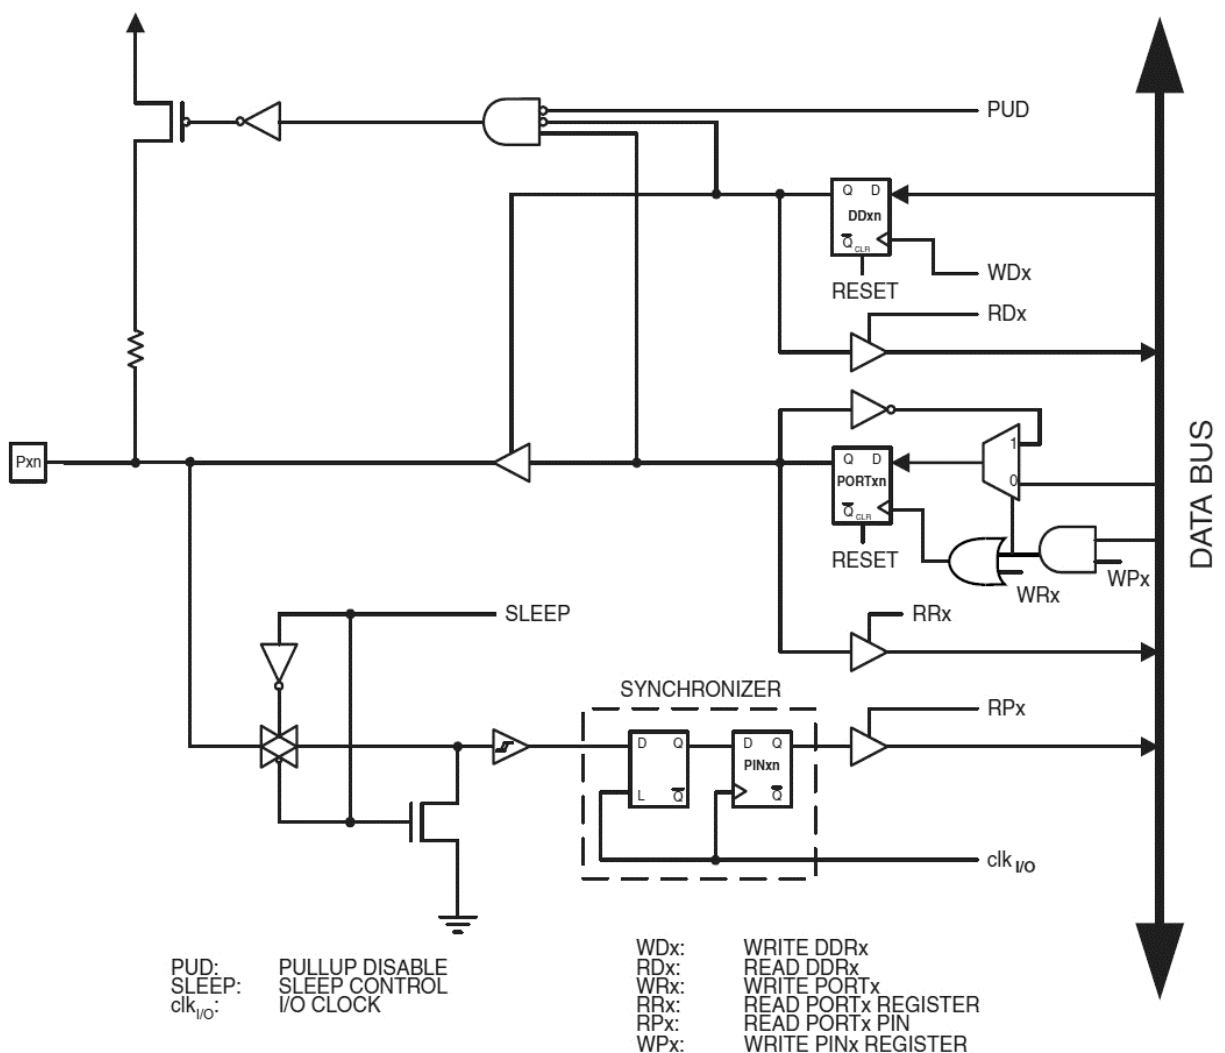 PUD
Q D
DDxn
Q
CLR
WDx
RESET
RDx
Pxn
1
Q D
PORTxn
0
Q
CLR
RESET
WRx
WPx
DATA BUS
SLEEP
RRx
SYNCHRONIZER
RPx
D Q
D Q
PINxn
L Q
Q
clk I/O
WDx: WRITE DDRx
PUD: PULLUP DISABLE
RDx: READ DDRx
SLEEP: SLEEP CONTROL
WRx: WRITE PORTx
clk I/O: I/O CLOCK
RRx: READ PORTx REGISTER
RPx: READ PORTx PIN
WPx: WRITE PINx REGISTER